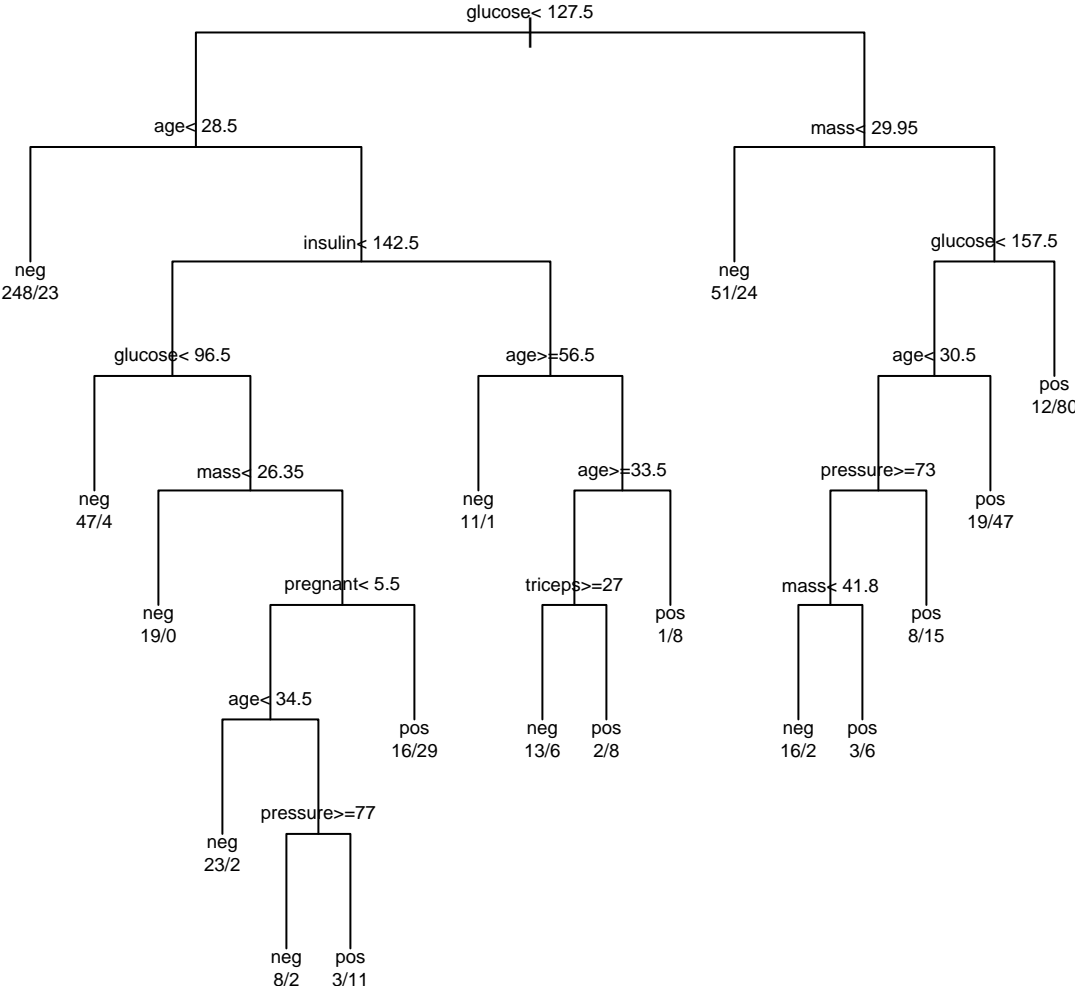 glucose< 127.5
age< 28.5
mass< 29.95
insulin< 142.5
glucose< 157.5
neg
248/23
neg
51/24
glucose< 96.5
age>=56.5
age< 30.5
pos
12/80
mass< 26.35
age>=33.5
pressure>=73
neg
47/4
neg
11/1
pos
19/47
pregnant< 5.5
triceps>=27
mass< 41.8
neg
19/0
pos
1/8
pos
8/15
age< 34.5
pos
16/29
neg
13/6
pos
2/8
neg
16/2
pos
3/6
pressure>=77
neg
23/2
neg
8/2
pos
3/11